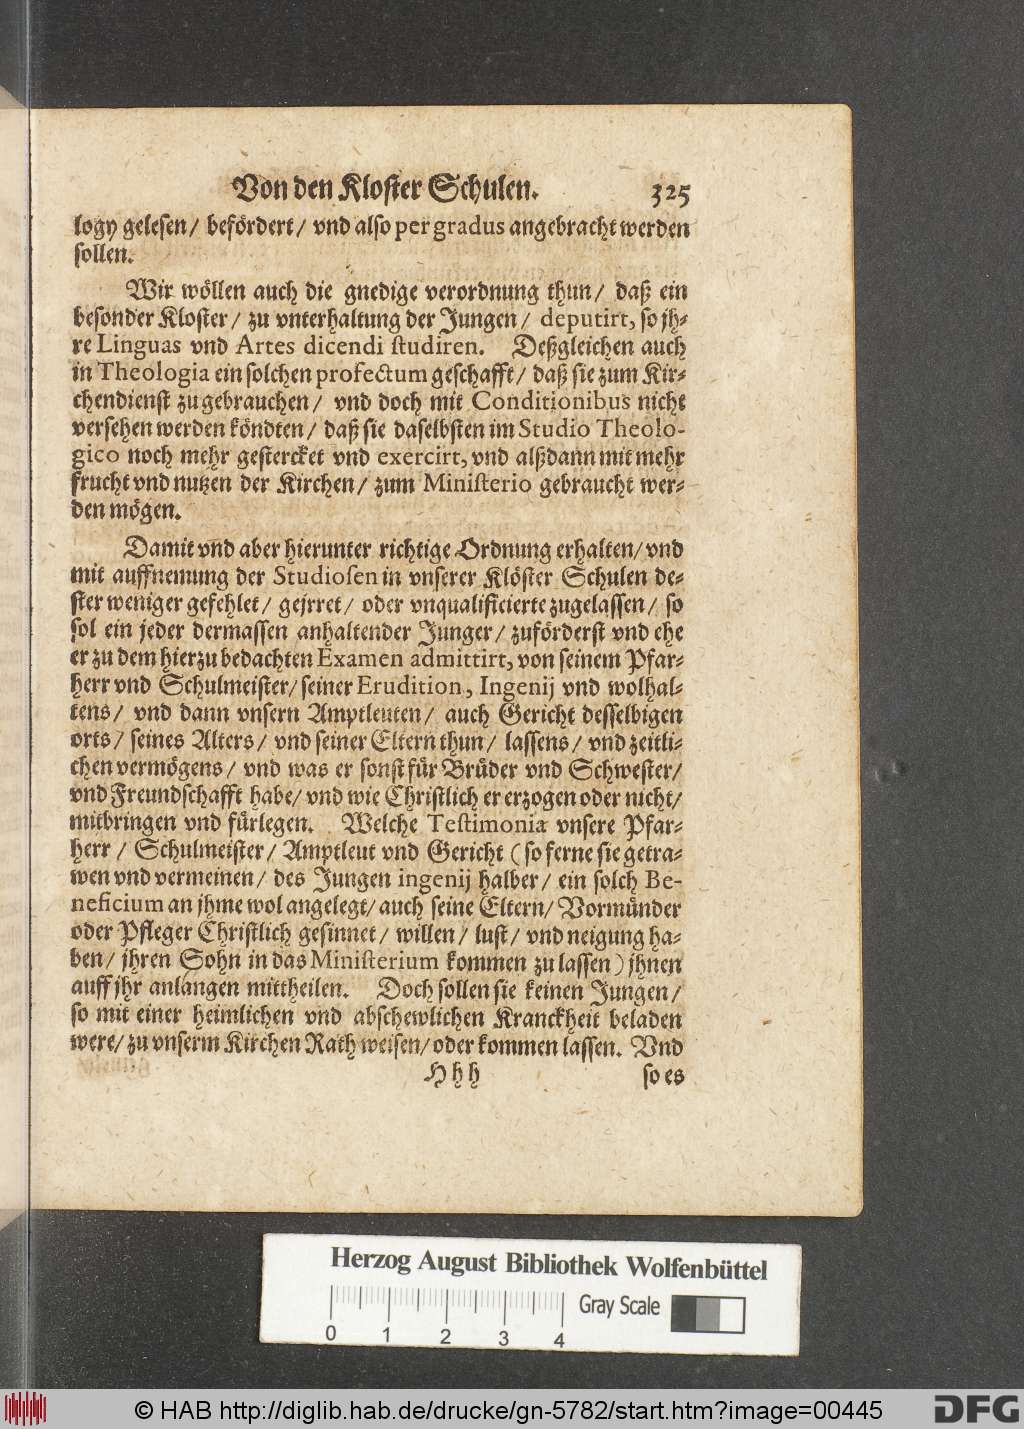 Von den Kloster Schulen. 325
logy gelesen/ befördert/ vnd also per gradus angebracht werden
sollen.
Wir wöllen auch die gnedige verordnung thun/ daß ein
besonder Kloster/ zu vnterhaltung der Jungen/ deputirt, so jh-
re Linguas vnd Artes dicendi studiren. Deßgleichen auch
in Theologia ein solchen profectum geschafft/ daß sie zum Kir-
chendienst zu gebrauchen/ vnd doch mit Conditionibus nicht
versehen werden köndten/ daß sie daselbsten im Studio Theolo-
gico noch mehr gestercket vnd exercirt, vnd alßdann mit mehr
frucht vnd nutzen der Kirchen/ zum Ministerio gebraucht wer-
den mögen.
Damit vnd aber hierunter richtige Ordnung erhalten/ vnd
mit auffnemung der Studiosen in vnserer Klöster Schulen de-
ster weniger gefehlet/ gejrret/ oder vnqualificierte zugelassen/ so
sol ein jeder dermassen anhaltender Junger/ zuförderst vnd ehe
er zu dem hierzu bedachten Examen admittirt, von seinem Pfar-
herr vnd Schulmeister/ seiner Erudition, Ingenij vnd wolhal-
tens/ vnd dann vnsern Amptleuten/ auch Gericht desselbigen
orts/ seines Alters/ vnd seiner Eltern thun/ lassens/ vnd zeitli-
chen vermögens/ vnd was er sonst für Brüder vnd Schwester/
vnd Freundschafft habe/ vnd wie Christlich er erzogen oder nicht/
mitbringen vnd fürlegen. Welche Testimoniæ vnsere Pfar-
herr/ Schulmeister/ Amptleut vnd Gericht (so ferne sie getra-
wen vnd vermeinen/ des Jungen ingenij halber/ ein solch Be-
neficium an jhme wol angelegt/ auch seine Eltern/ Vormünder
oder Pfleger Christlich gesinnet/ willen/ lust/ vnd neigung ha-
ben/ jhren Sohn in das Ministerium kommen zu lassen) jhnen
auff jhr anlangen mittheilen. Doch sollen sie keinen Jungen/
so mit einer heimlichen vnd abschewlichen Kranckheit beladen
were/ zu vnserm Kirchen Rath weisen/ oder kommen lassen. Vnd
Hhh so es
Herzog August Bibliothek Wolfenbüttel
Gray Scale
0 1 2 3 4
© HAB http://diglib.hab.de/drucke/gn-5782/start.htm?image=00445
DFG